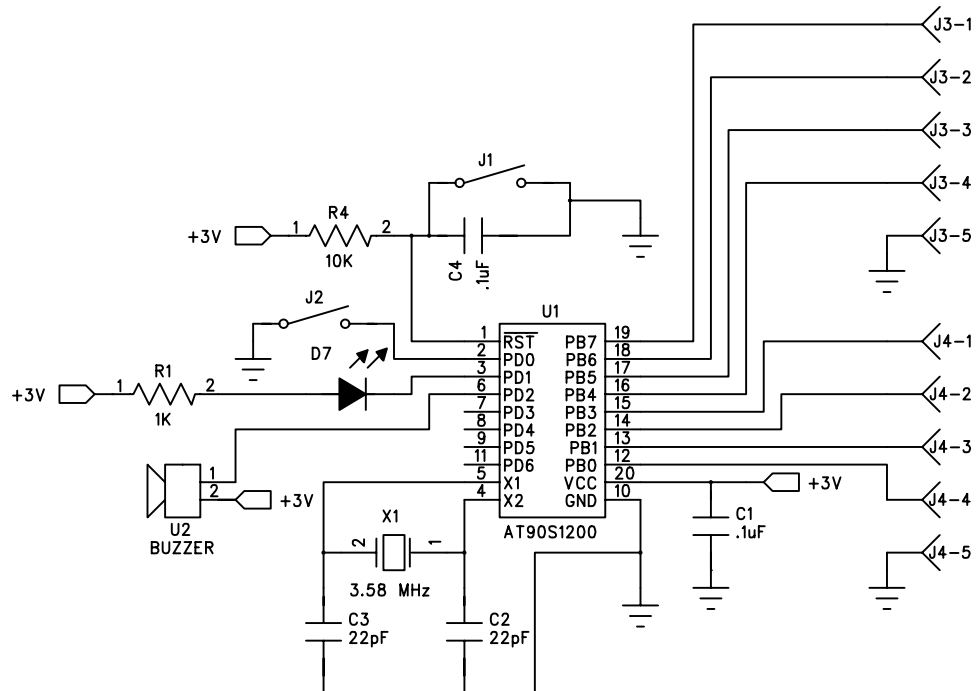 J3-1
J3-2
J3-3
J1
J3-4
R4
+3V 1 2
10K
C4 .1uF
J3-5
J2
U1
D7
1 RST PB7 19
2 PD0 PB6 18
3 PD1 PB5 17
6 PD2 PB4 16
7 PD3 PB3 15
8 PD4 PB2 14
9 PD5 PB1 13
11 PD6 PB0 12
5 X1 VCC 20
4 X2 GND 10
AT90S1200
J4-1
R1
+3V 1 2
1K
J4-2
J4-3
1
2 +3V
U2
BUZZER
+3V
J4-4
X1
2 1
3.58 MHz
C1
.1uF
J4-5
C3
22pF
C2
22pF